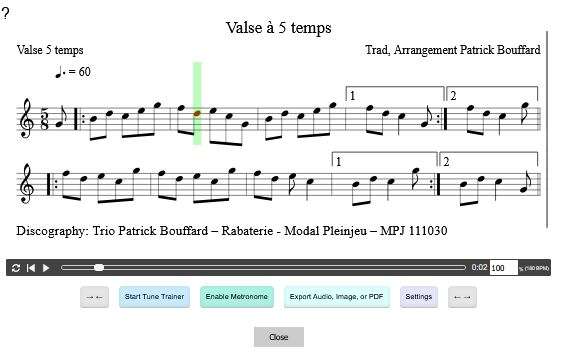 ?
Valse à 5 temps
Valse 5 temps
Trad, Arrangement Patrick Bouffard
♩. = 60
1 2
5
8
1 2
Discography: Trio Patrick Bouffard – Rabaterie - Modal Pleinjeu – MPJ 111030
0:02 100 % (180 BPM)
→← Start Tune Trainer Enable Metronome Export Audio, Image, or PDF Settings ←→
Close